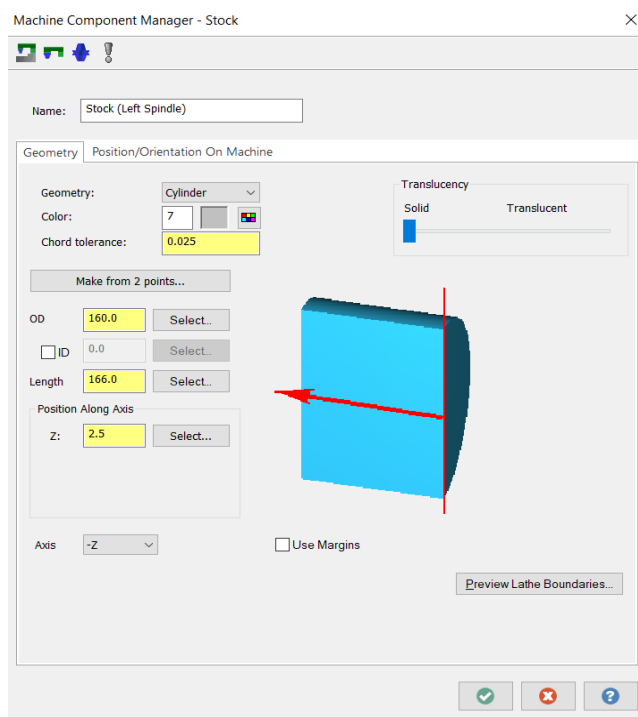 Machine Component Manager - Stock
Name: Stock (Left Spindle)
Geometry Position/Orientation On Machine
Geometry: Cylinder
Color: 7
Chord tolerance: 0.025
Translucency
Solid Translucent
Make from 2 points...
OD 160.0 Select...
ID 0.0 Select...
Length 166.0 Select...
Position Along Axis
Z: 2.5 Select...
Axis -Z
Use Margins
Preview Lathe Boundaries...